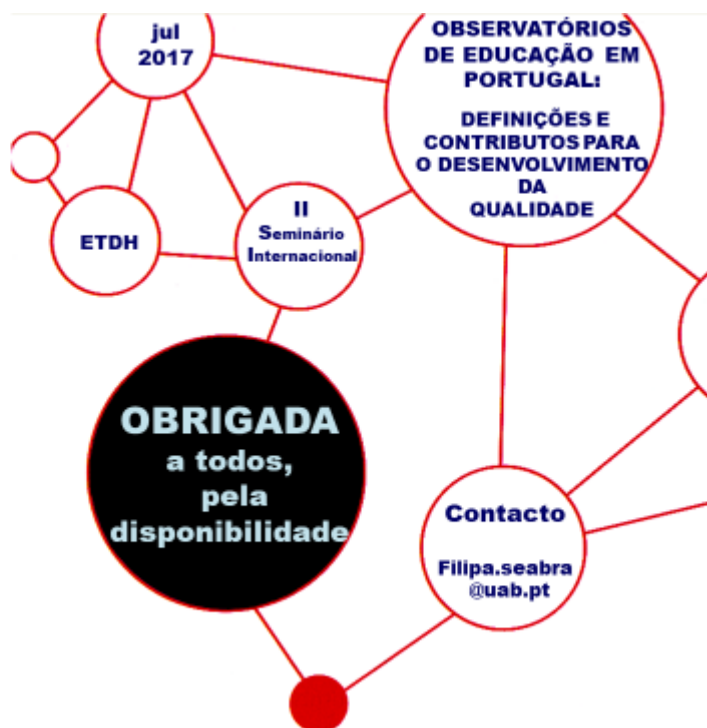 jul
2017
OBSERVATÓRIOS
DE EDUCAÇÃO EM
PORTUGAL:
DEFINIÇÕES E
CONTRIBUTOS PARA
O DESENVOLVIMENTO
DA
QUALIDADE
ETDH
II
Seminário
Internacional
OBRIGADA
a todos,
pela
disponibilidade
Contacto
Filipa.seabra
@uab.pt